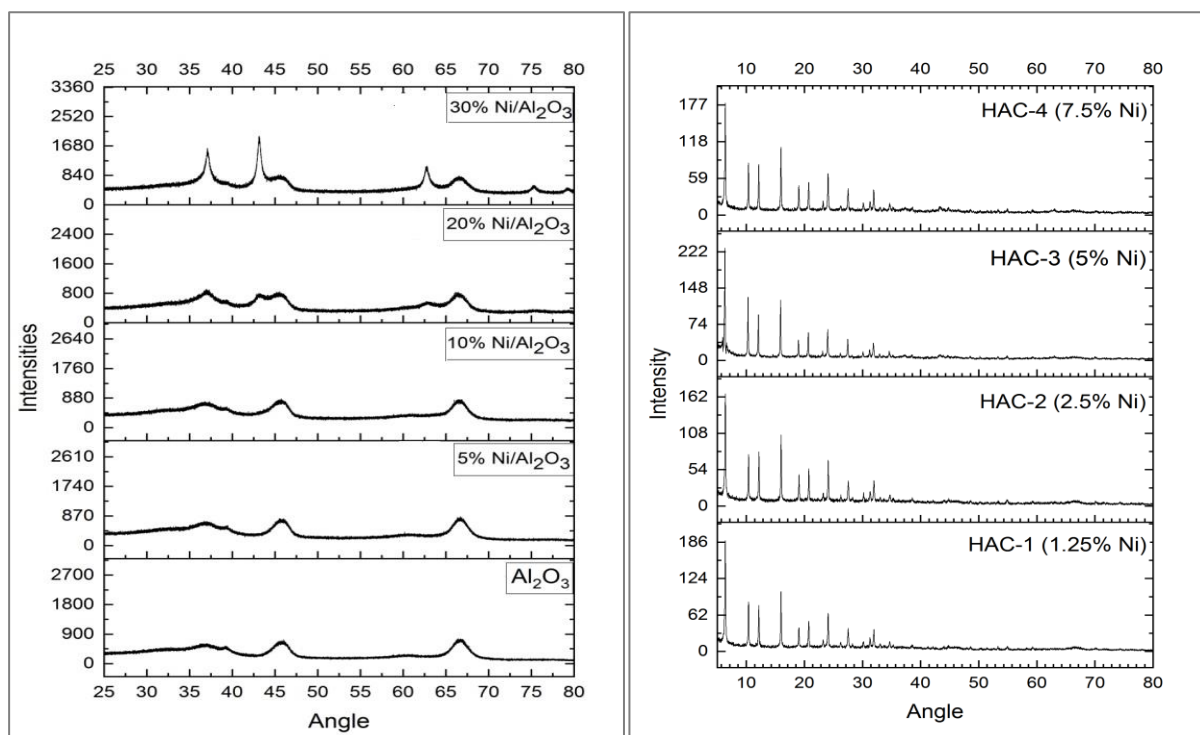 25 30 35 40 45 50 55 60 65 70 75 80
3360
2520
1680
840
0
30% Ni/Al₂O₃
2400
1600
800
0
20% Ni/Al₂O₃
2640
1760
880
0
10% Ni/Al₂O₃
2610
1740
870
0
5% Ni/Al₂O₃
2700
1800
900
0
Al₂O₃
25 30 35 40 45 50 55 60 65 70 75 80
Intensities
Angle
10 20 30 40 50 60 70 80
177
118
59
0
HAC-4 (7.5% Ni)
222
148
74
0
HAC-3 (5% Ni)
162
108
54
0
HAC-2 (2.5% Ni)
186
124
62
0
HAC-1 (1.25% Ni)
10 20 30 40 50 60 70 80
Intensity
Angle